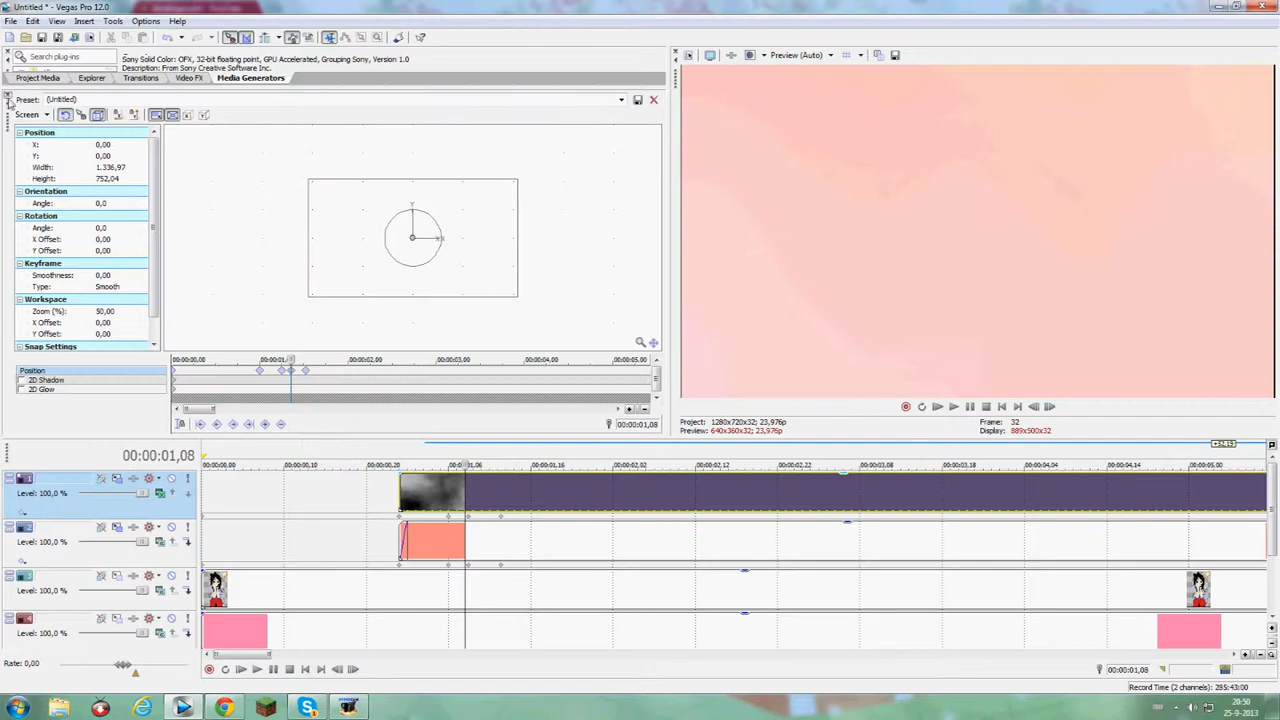 Untitled * - Vegas Pro 12.0
File Edit View Insert Tools Options Help
Search plug-ins
Sony Solid Color: OFX, 32-bit floating point, GPU Accelerated, Grouping Sony, Version 1.0
Description: From Sony Creative Software Inc.
Project Media Explorer Transitions Video FX Media Generators
Preview (Auto)
Preset: (Untitled)
Screen
Position
X: 0,00
Y: 0,00
Width: 1.336,97
Height: 752,04
Orientation
Angle: 0,0
Rotation
Angle: 0,0
X Offset: 0,00
Y Offset: 0,00
Keyframe
Smoothness: 0,00
Type: Smooth
Workspace
Zoom (%): 50,00
X Offset: 0,00
Y Offset: 0,00
Snap Settings
Y
X
00:00:00,00 00:00:01, 00:00:02,00 00:00:03,00 00:00:04,00 00:00:05,00
Position
2D Shadow
2D Glow
00:00:01,08
Project: 1280x720x32; 23,976p Frame: 32
Preview: 640x360x32; 23,976p Display: 889x500x32
00:00:01,08
+52,15
00:00:00,00 00:00:00,10 00:00:00,20 00:00:01,06 00:00:01,16 00:00:02,02 00:00:02,12 00:00:02,22 00:00:03,08 00:00:03,18 00:00:04,04 00:00:04,14 00:00:05,00
1
Level: 100,0 %
2
Level: 100,0 %
3
Level: 100,0 %
4
Level: 100,0 %
Rate: 0,00
00:00:01,08
Record Time (2 channels): 285:43:00
20:50
25-9-2013